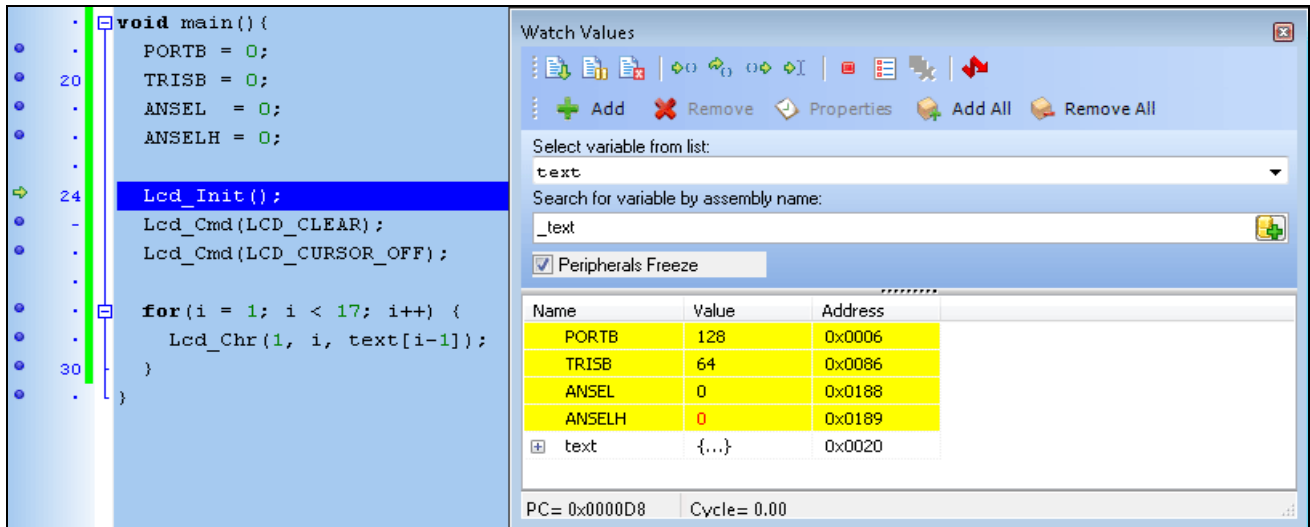 void main(){
PORTB = 0;
20 TRISB = 0;
ANSEL  = 0;
ANSELH = 0;
24 Lcd_Init();
Lcd_Cmd(LCD_CLEAR);
Lcd_Cmd(LCD_CURSOR_OFF);
for(i = 1; i < 17; i++) {
Lcd_Chr(1, i, text[i-1]);
30 }
}
Watch Values
Add Remove Properties Add All Remove All
Select variable from list:
text
Search for variable by assembly name:
_text
Peripherals Freeze
Name Value Address
PORTB 128 0x0006
TRISB 64 0x0086
ANSEL 0 0x0188
ANSELH 0 0x0189
text {...} 0x0020
PC= 0x0000D8 Cycle= 0.00